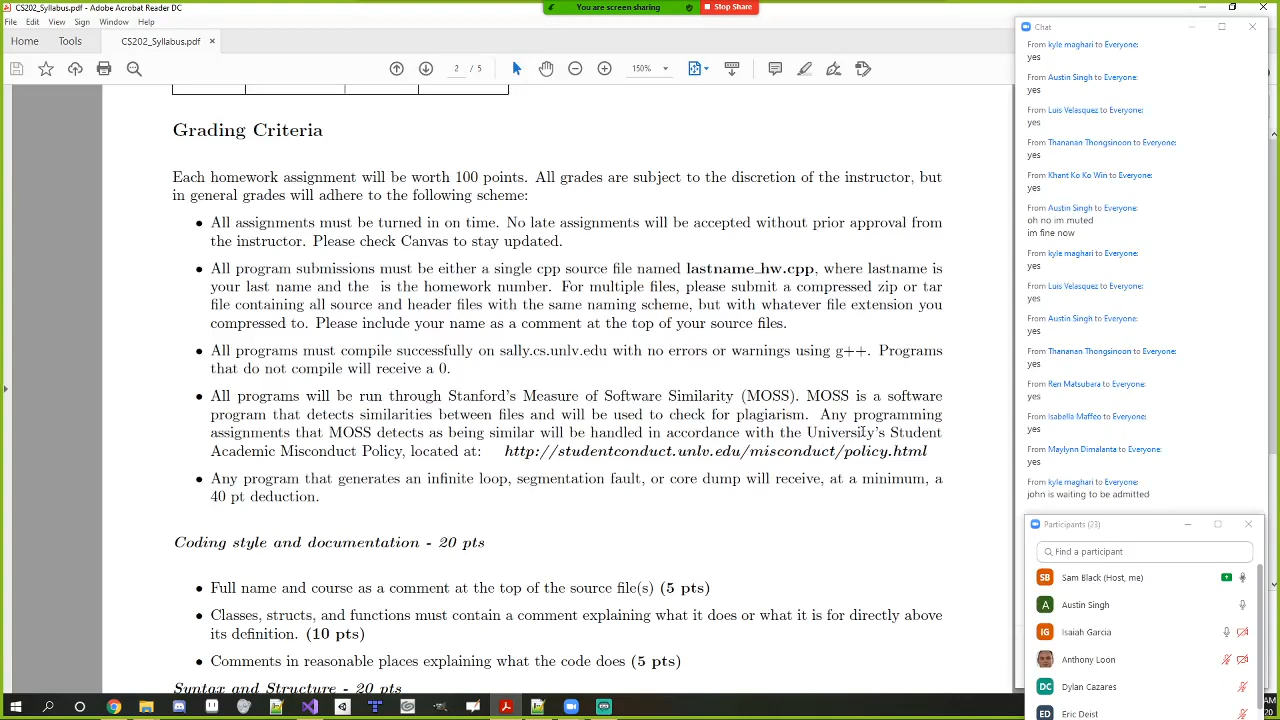 CS202_Syllabus.pdf - Adobe Acrobat Reader DC
You are screen sharing
Stop Share
File Edit View Sign Window Help
Home Tools CS202_Syllabus.pdf ×
2 / 5 150%
Grading Criteria
Each homework assignment will be worth 100 points. All grades are subject to the discretion of the instructor, but
in general grades will adhere to the following scheme:
• All assignments must be turned in on time. No late assignments will be accepted without prior approval from
the instructor. Please check Canvas to stay updated.
• All program submissions must be either a single cpp source file named lastname_hw.cpp, where lastname is
your last name and the is the homework number. For multiple files, please submit a compressed zip or tar
file containing all source and header files with the same naming scheme, but with whatever file extension you
compressed to. Please include your name as a comment at the top of your source files.
• All programs must compile successfully on sally.cs.unlv.edu with no errors or warnings using g++. Programs
that do not compile will receive a 0.
• All programs will be run through Stanford's Measure of Software Similarity (MOSS). MOSS is a software
program that detects similarities between files and will be used to check for plagiarism. Any programming
assignments that MOSS detects as being similar will be handled in accordance with the University's Student
Academic Misconduct Policy, located at: http://studentconduct.unlv.edu/misconduct/policy.html
• Any program that generates an infinite loop, segmentation fault, or core dump will receive, at a minimum, a
40 pt deduction.
Coding style and documentation - 20 pts
• Full name and course as a comment at the top of the source file(s) (5 pts)
• Classes, structs, and functions must contain a comment explaining what it does or what it is for directly above
its definition. (10 pts)
• Comments in reasonable places explaining what the code does (5 pts)
Syntax and Structure - 20 pts
Chat
From kyle maghari to Everyone:
yes
From Austin Singh to Everyone:
yes
From Luis Velasquez to Everyone:
yes
From Thananan Thongsinoon to Everyone:
yes
From Khant Ko Ko Win to Everyone:
yes
From Austin Singh to Everyone:
oh no im muted
im fine now
From kyle maghari to Everyone:
yes
From Luis Velasquez to Everyone:
yes
From Austin Singh to Everyone:
yes
From Thananan Thongsinoon to Everyone:
yes
From Ren Matsubara to Everyone:
yes
From Isabella Maffeo to Everyone:
yes
From Maylynn Dimalanta to Everyone:
yes
From kyle maghari to Everyone:
john is waiting to be admitted
Participants (23)
Find a participant
SB Sam Black (Host, me)
A Austin Singh
IG Isaiah Garcia
Anthony Loon
DC Dylan Cazares
ED Eric Deist
AM
20